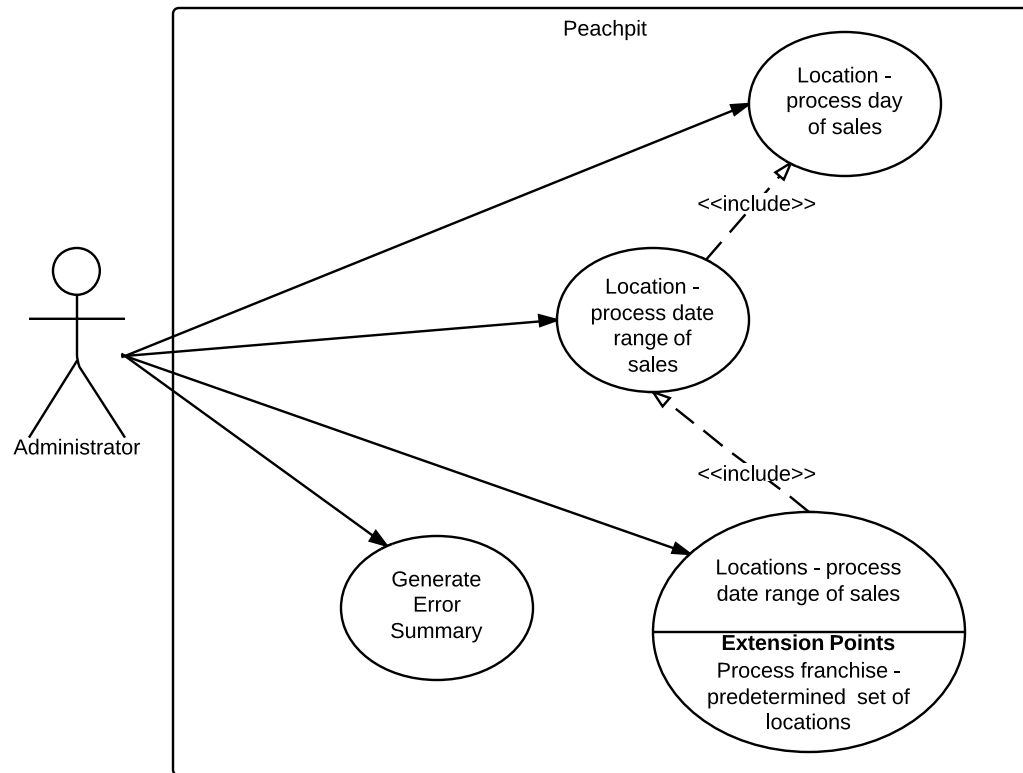 Peachpit
Location -
process day
of sales
<<include>>
Location -
process date
range of
sales
Administrator
<<include>>
Generate
Error
Summary
Locations - process
date range of sales
Extension Points
Process franchise -
predetermined  set of
locations